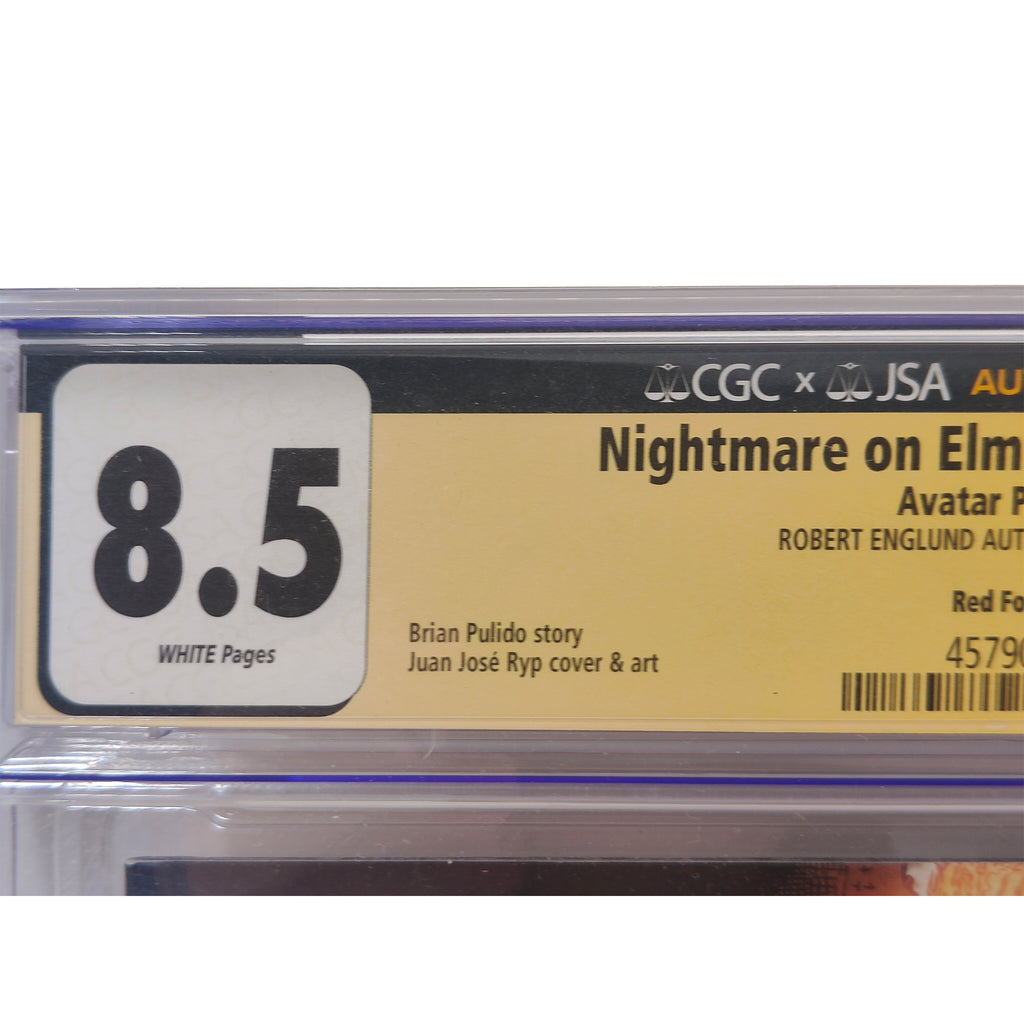 CGC x JSA AU
8.5
WHITE Pages
Nightmare on Elm
Avatar P
ROBERT ENGLUND AUT
Red Fo
Brian Pulido story
Juan José Ryp cover & art
4579